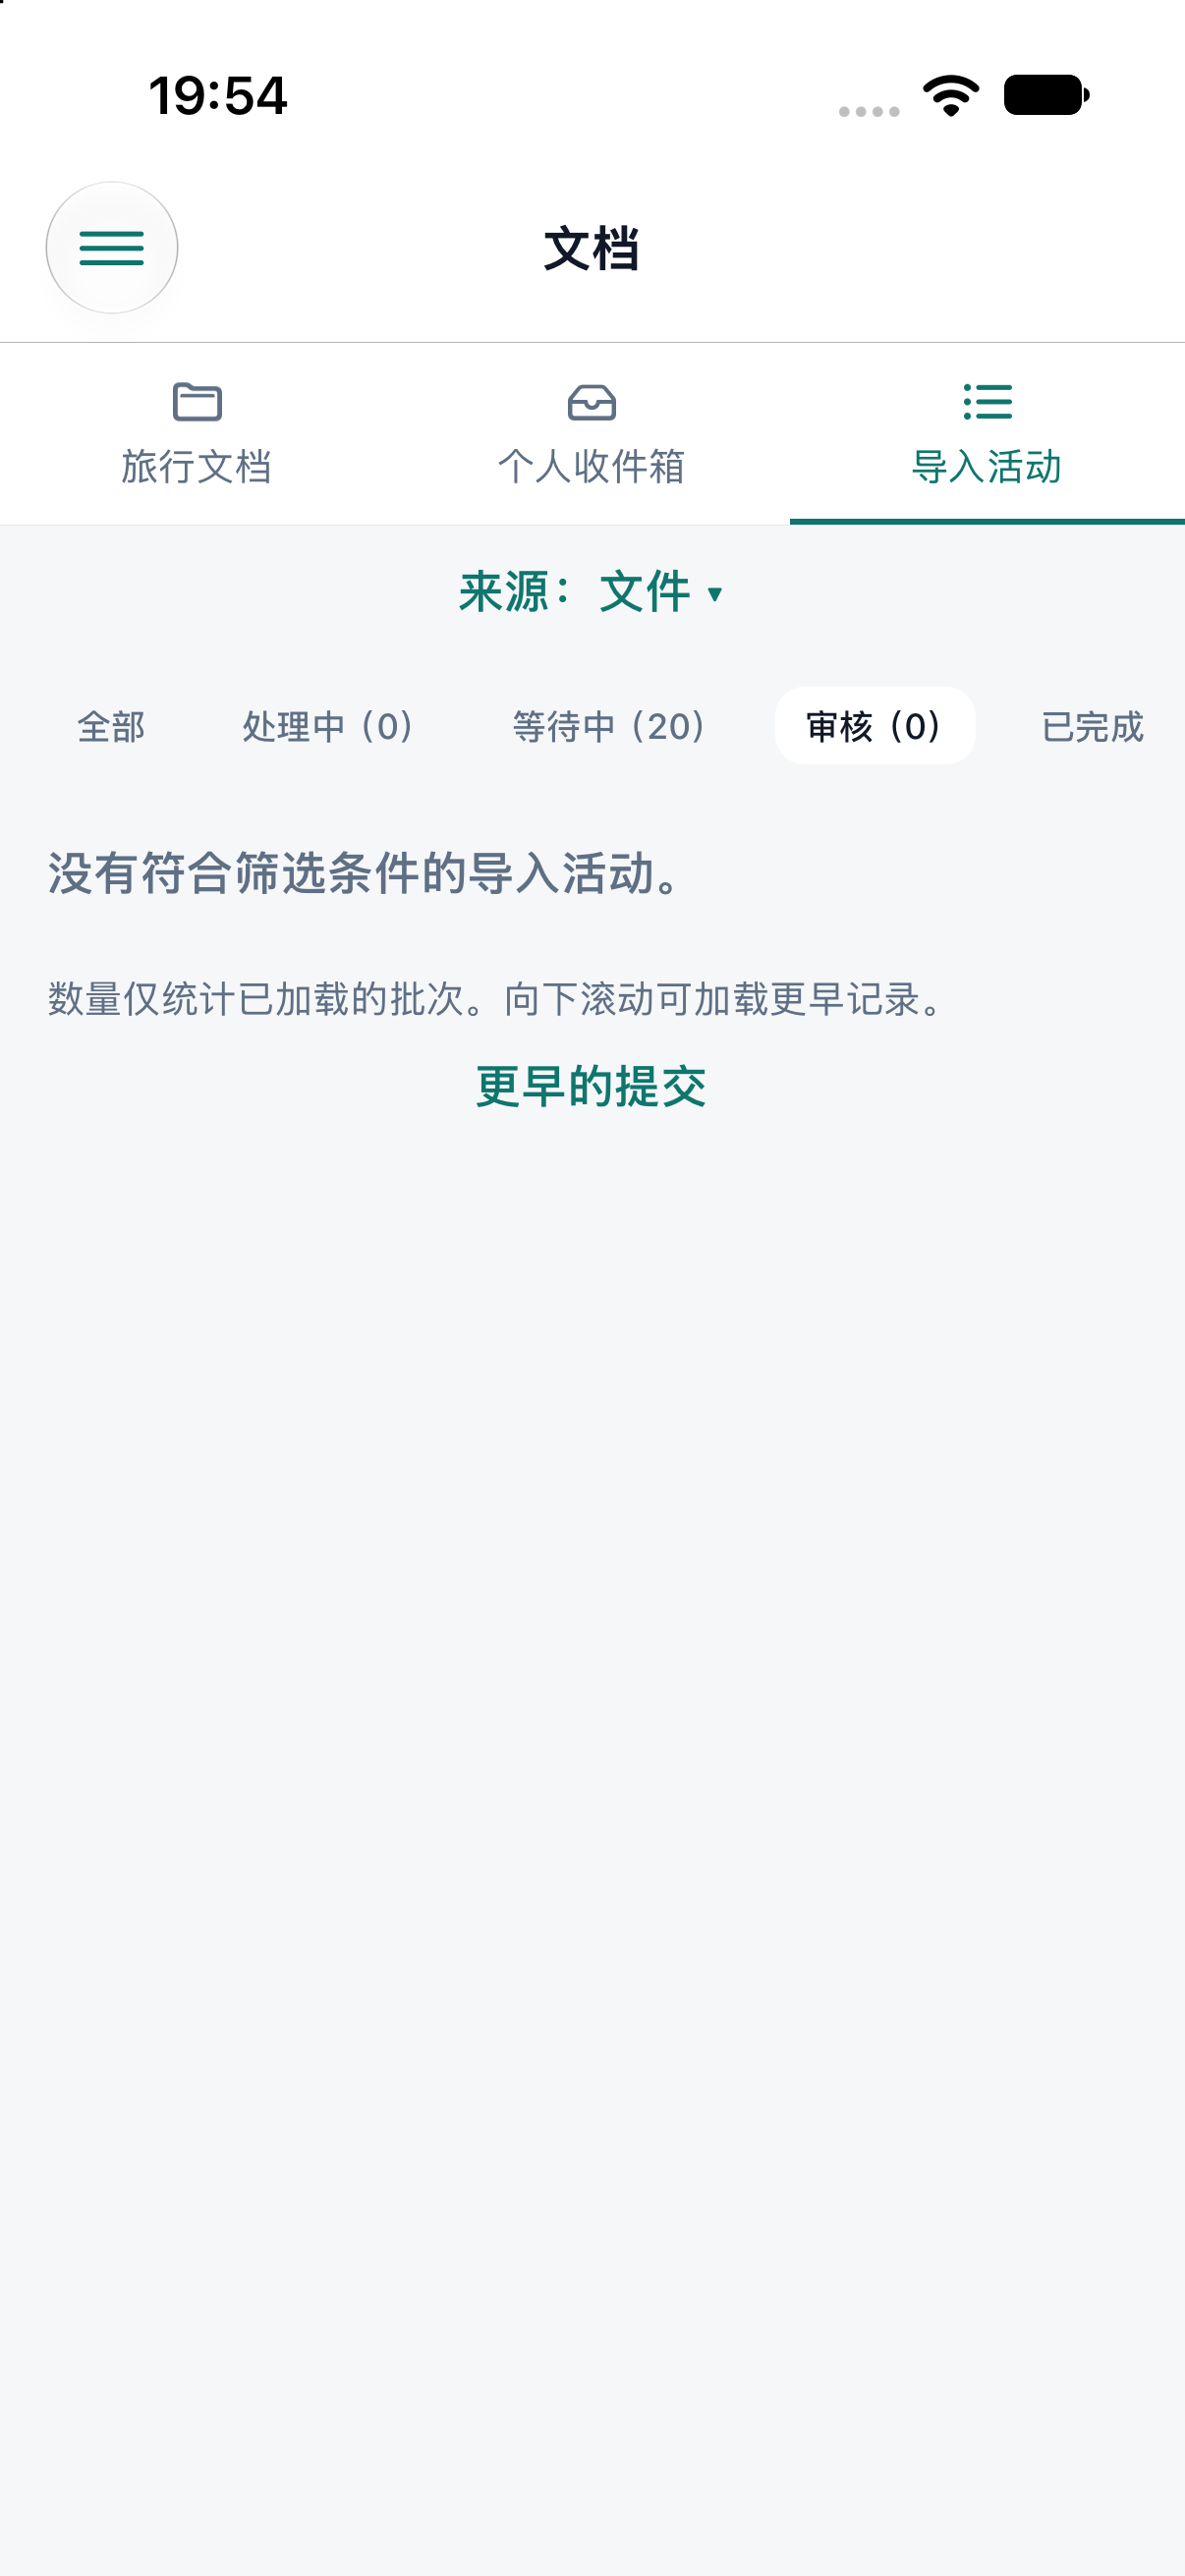 19:54
文档
旅行文档
个人收件箱
导入活动
来源：文件 ▾
全部
处理中 (0)
等待中 (20)
审核 (0)
已完成
没有符合筛选条件的导入活动。
数量仅统计已加载的批次。向下滚动可加载更早记录。
更早的提交